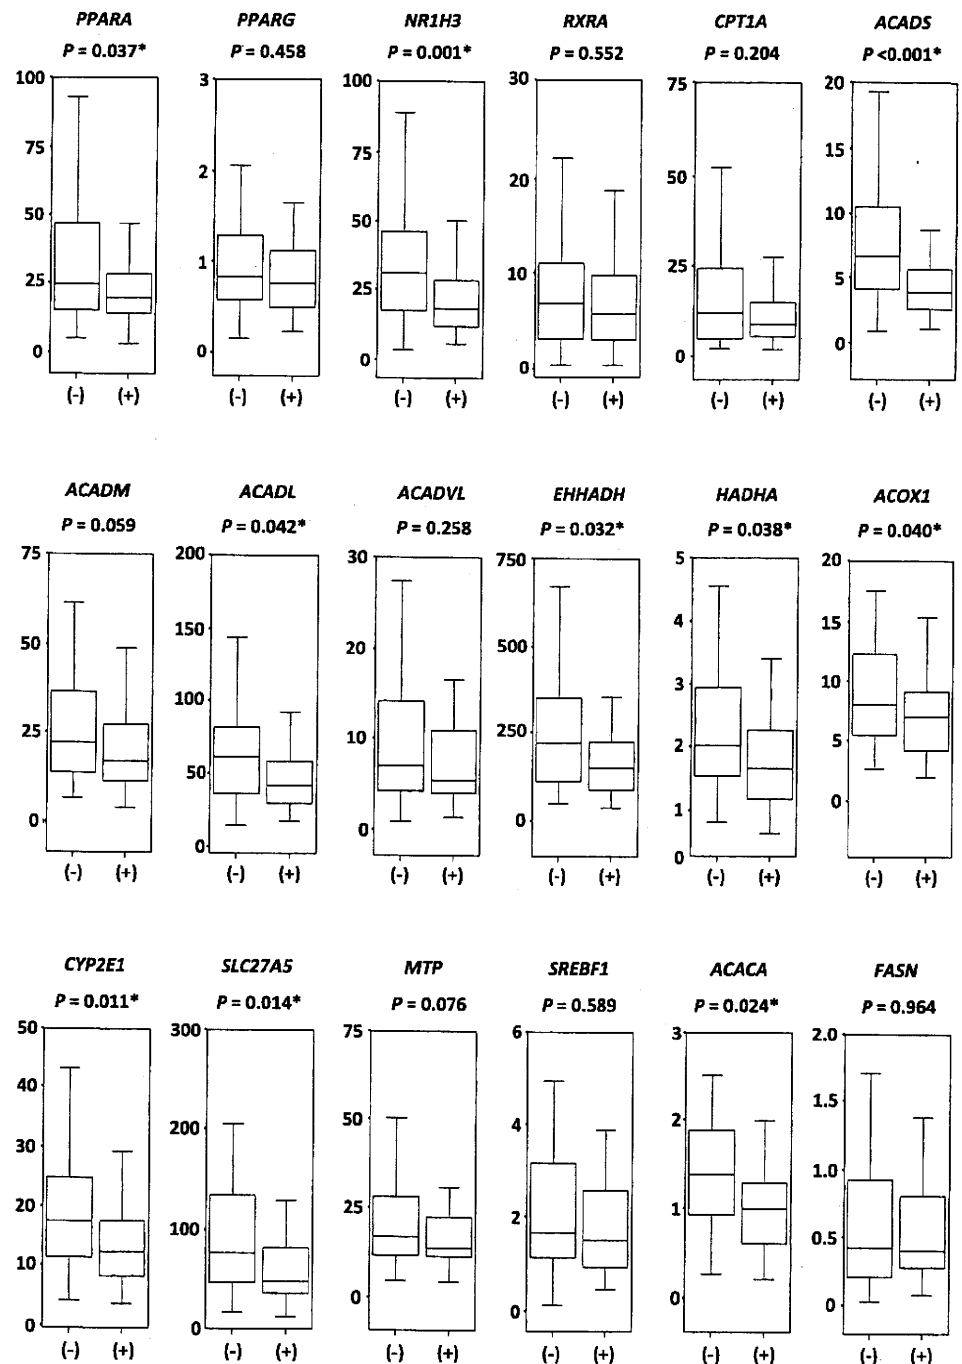 PPARA PPARG NR1H3 RXRA CPT1A ACADS
P = 0.037* P = 0.458 P = 0.001* P = 0.552 P = 0.204 P <0.001*
100 3 100 30 75 20
75 2 75 20 50 15
50 1 50 10 25 10
25 0 25 0 0 5
0 0 0
(-) (+) (-) (+) (-) (+) (-) (+) (-) (+) (-) (+)
ACADM ACADL ACADVL EHHADH HADHA ACOX1
P = 0.059 P = 0.042* P = 0.258 P = 0.032* P = 0.038* P = 0.040*
75 200 30 750 5 20
50 150 20 500 4 15
25 100 10 250 3 10
0 50 0 0 2 5
0 1 0
0
(-) (+) (-) (+) (-) (+) (-) (+) (-) (+) (-) (+)
CYP2E1 SLC27A5 MTP SREBF1 ACACA FASN
P = 0.011* P = 0.014* P = 0.076 P = 0.589 P = 0.024* P = 0.964
50 300 75 6 3 2.0
40 200 50 4 2 1.5
30 100 25 2 1 1.0
20 0 0 0 0 0.5
10 0
0
(-) (+) (-) (+) (-) (+) (-) (+) (-) (+) (-) (+)